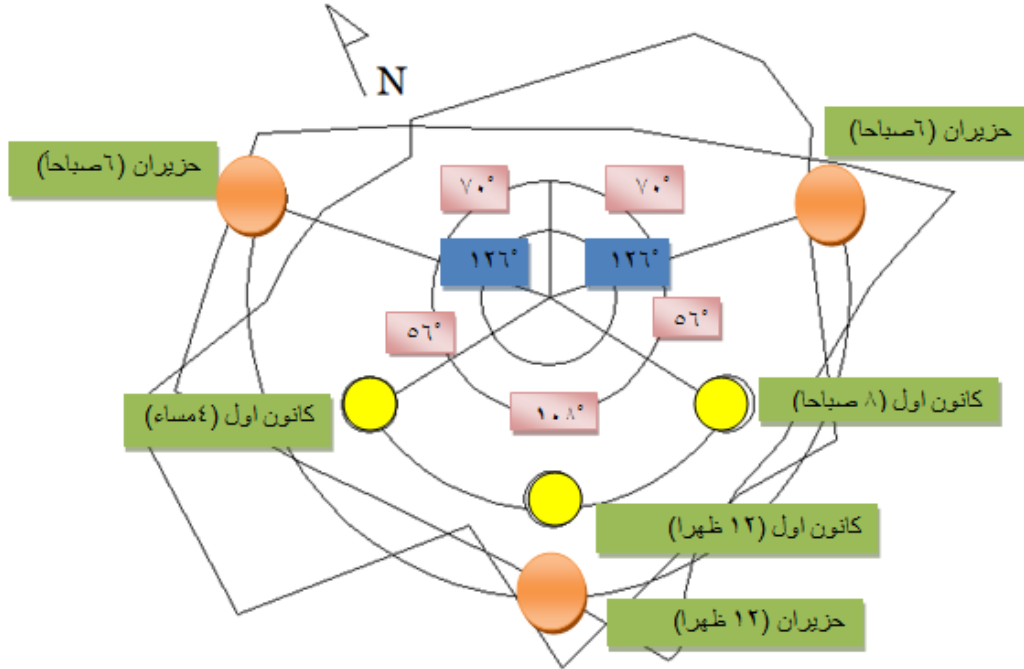 N
حزيران (٦صباحا)
حزيران (٦صباحاً)
٧٠°
٧٠°
١٢٦°
١٢٦°
٥٦°
٥٦°
كانون اول (٨ صباحا)
كانون اول (٤مساء)
١٠٨°
كانون اول (١٢ ظهرا)
حزيران (١٢ ظهرا)